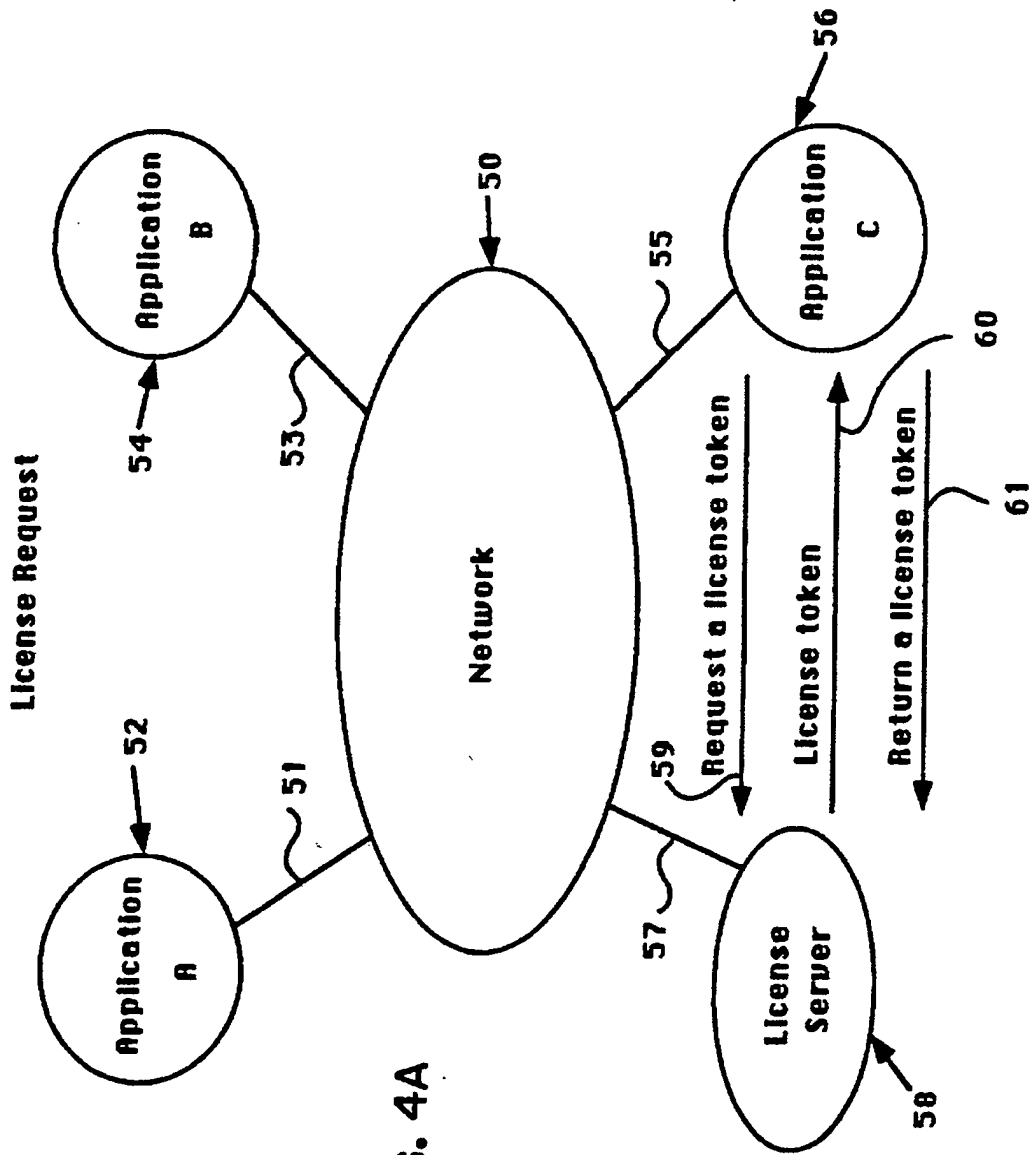 License Request
52
Application
A
51
54
Application
B
53
Network
50
57
License
Server
58
55
Application
C
56
59
Request a license token
License token
60
Return a license token
61
4A